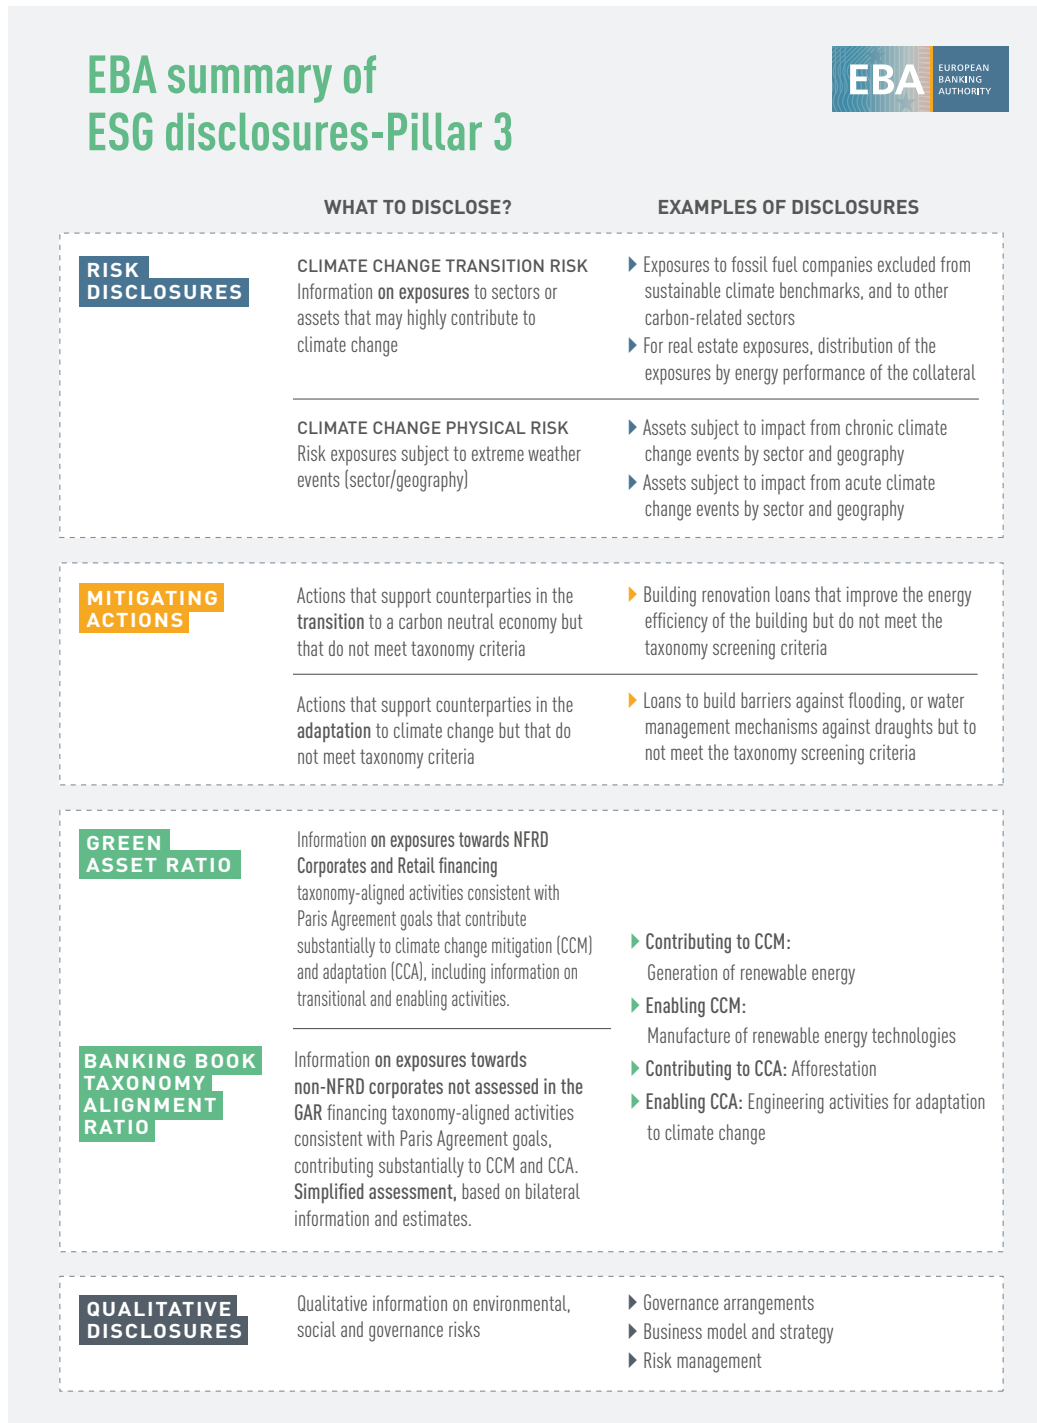 EBA summary of
ESG disclosures-Pillar 3
EBA
EUROPEAN
BANKING
AUTHORITY
WHAT TO DISCLOSE?
EXAMPLES OF DISCLOSURES
RISK
DISCLOSURES
CLIMATE CHANGE TRANSITION RISK
Information on exposures to sectors or
assets that may highly contribute to
climate change
Exposures to fossil fuel companies excluded from
sustainable climate benchmarks, and to other
carbon-related sectors
For real estate exposures, distribution of the
exposures by energy performance of the collateral
CLIMATE CHANGE PHYSICAL RISK
Risk exposures subject to extreme weather
events (sector/geography)
Assets subject to impact from chronic climate
change events by sector and geography
Assets subject to impact from acute climate
change events by sector and geography
MITIGATING
ACTIONS
Actions that support counterparties in the
transition to a carbon neutral economy but
that do not meet taxonomy criteria
Building renovation loans that improve the energy
efficiency of the building but do not meet the
taxonomy screening criteria
Actions that support counterparties in the
adaptation to climate change but that do
not meet taxonomy criteria
Loans to build barriers against flooding, or water
management mechanisms against draughts but to
not meet the taxonomy screening criteria
GREEN
ASSET RATIO
Information on exposures towards NFRD
Corporates and Retail financing
taxonomy-aligned activities consistent with
Paris Agreement goals that contribute
substantially to climate change mitigation (CCM)
and adaptation (CCA), including information on
transitional and enabling activities.
BANKING BOOK
TAXONOMY
ALIGNMENT
RATIO
Information on exposures towards
non-NFRD corporates not assessed in the
GAR financing taxonomy-aligned activities
consistent with Paris Agreement goals,
contributing substantially to CCM and CCA.
Simplified assessment, based on bilateral
information and estimates.
Contributing to CCM:
Generation of renewable energy
Enabling CCM:
Manufacture of renewable energy technologies
Contributing to CCA: Afforestation
Enabling CCA: Engineering activities for adaptation
to climate change
QUALITATIVE
DISCLOSURES
Qualitative information on environmental,
social and governance risks
Governance arrangements
Business model and strategy
Risk management